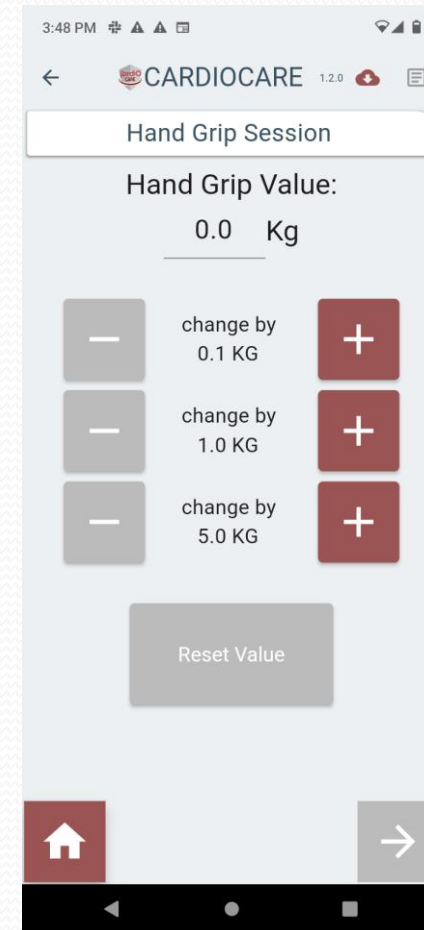 3:48 PM
CARDIOCARE 1.2.0
Hand Grip Session
Hand Grip Value:
0.0 Kg
change by
0.1 KG
change by
1.0 KG
change by
5.0 KG
Reset Value